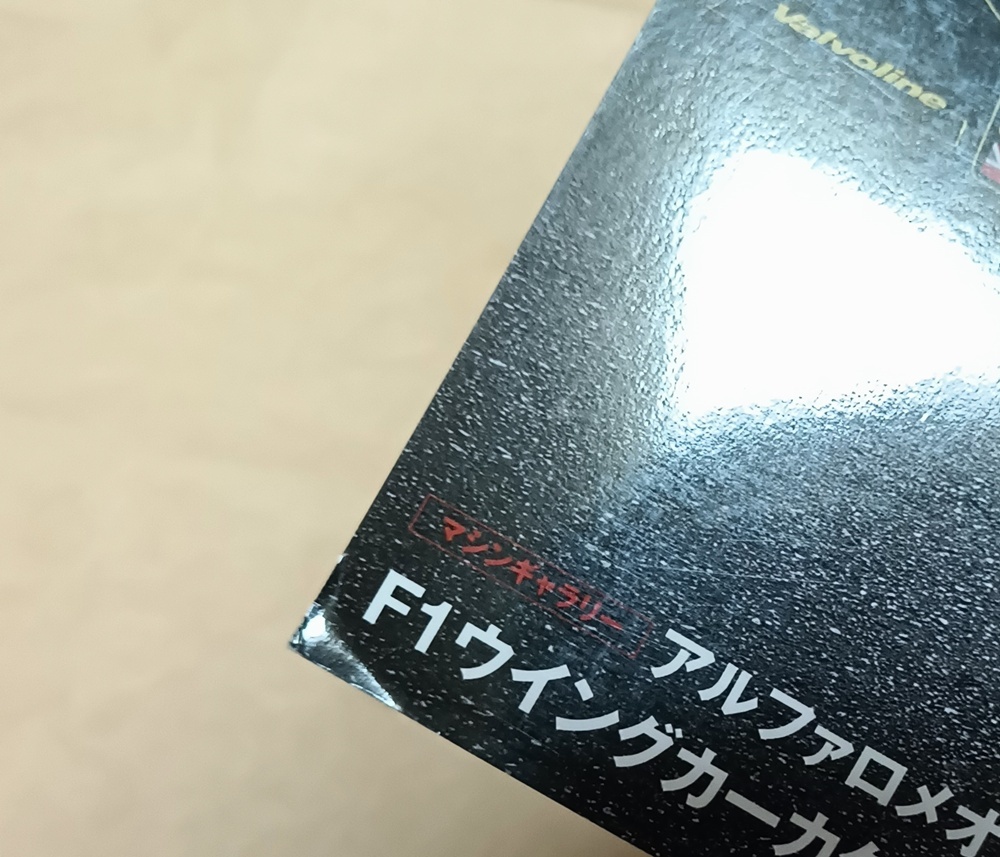 Valvoline
マシンギャラリー
アルファロメオ
F1ウイングカーカ